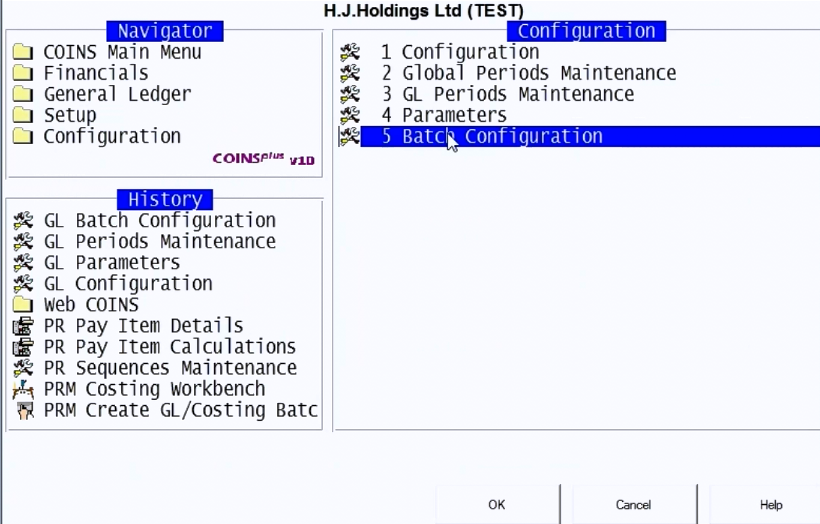 H.J.Holdings Ltd (TEST)
Navigator
COINS Main Menu
Financials
General Ledger
Setup
Configuration
COINSplus V10
History
GL Batch Configuration
GL Periods Maintenance
GL Parameters
GL Configuration
Web COINS
PR Pay Item Details
PR Pay Item Calculations
PR Sequences Maintenance
PRM Costing Workbench
PRM Create GL/Costing Batc
Configuration
1 Configuration
2 Global Periods Maintenance
3 GL Periods Maintenance
4 Parameters
5 Batch Configuration
OK Cancel Help